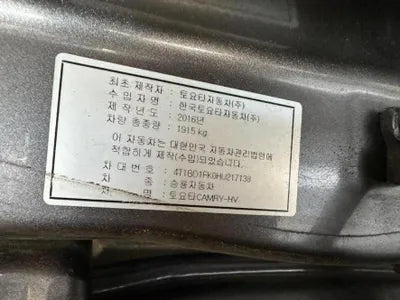 최초 제작자 : 토요타자동차(주)
수 입 자 명 : 한국토요타자동차(주)
제 작 년 도 : 2016년
차량 총중량 : 1915 kg
이 자동차는 대한민국 자동차관리법안에
적합하게 제작(수입)되었습니다.
차 대 번 호 : 4T1BD1FK0HU217138
차 종 : 승용자동차
차 명 : 토요타CAMRY-HV